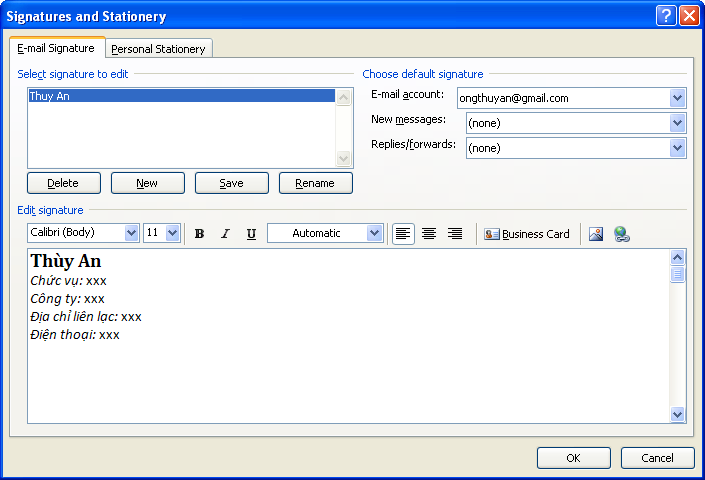 Signatures and Stationery
E-mail Signature
Personal Stationery
Select signature to edit
Thuy An
Delete
New
Save
Rename
Choose default signature
E-mail account:
ongthuyan@gmail.com
New messages:
(none)
Replies/forwards:
(none)
Edit signature
Calibri (Body)
11
B
I
U
Automatic
Business Card
Thùy An
Chức vụ: xxx
Công ty: xxx
Địa chỉ liên lạc: xxx
Điện thoại: xxx
OK
Cancel